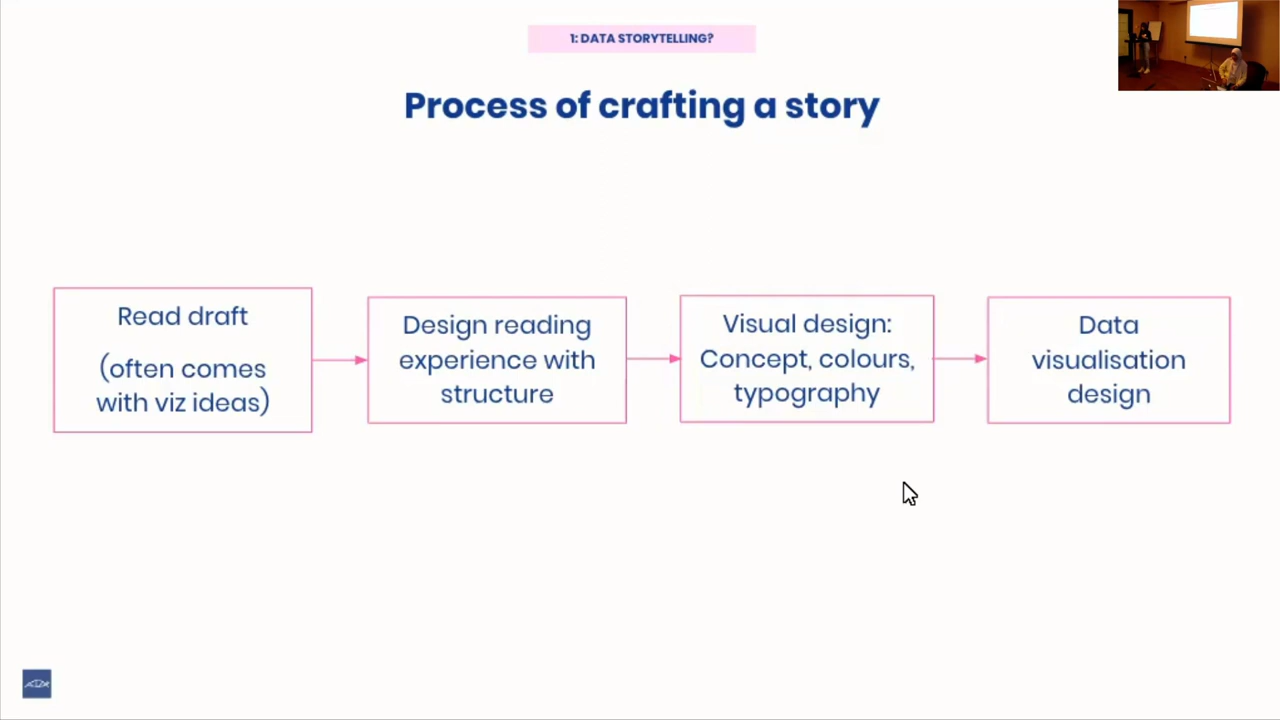 1: DATA STORYTELLING?
Process of crafting a story
Read draft
(often comes
with viz ideas)
Design reading
experience with
structure
Visual design:
Concept, colours,
typography
Data
visualisation
design